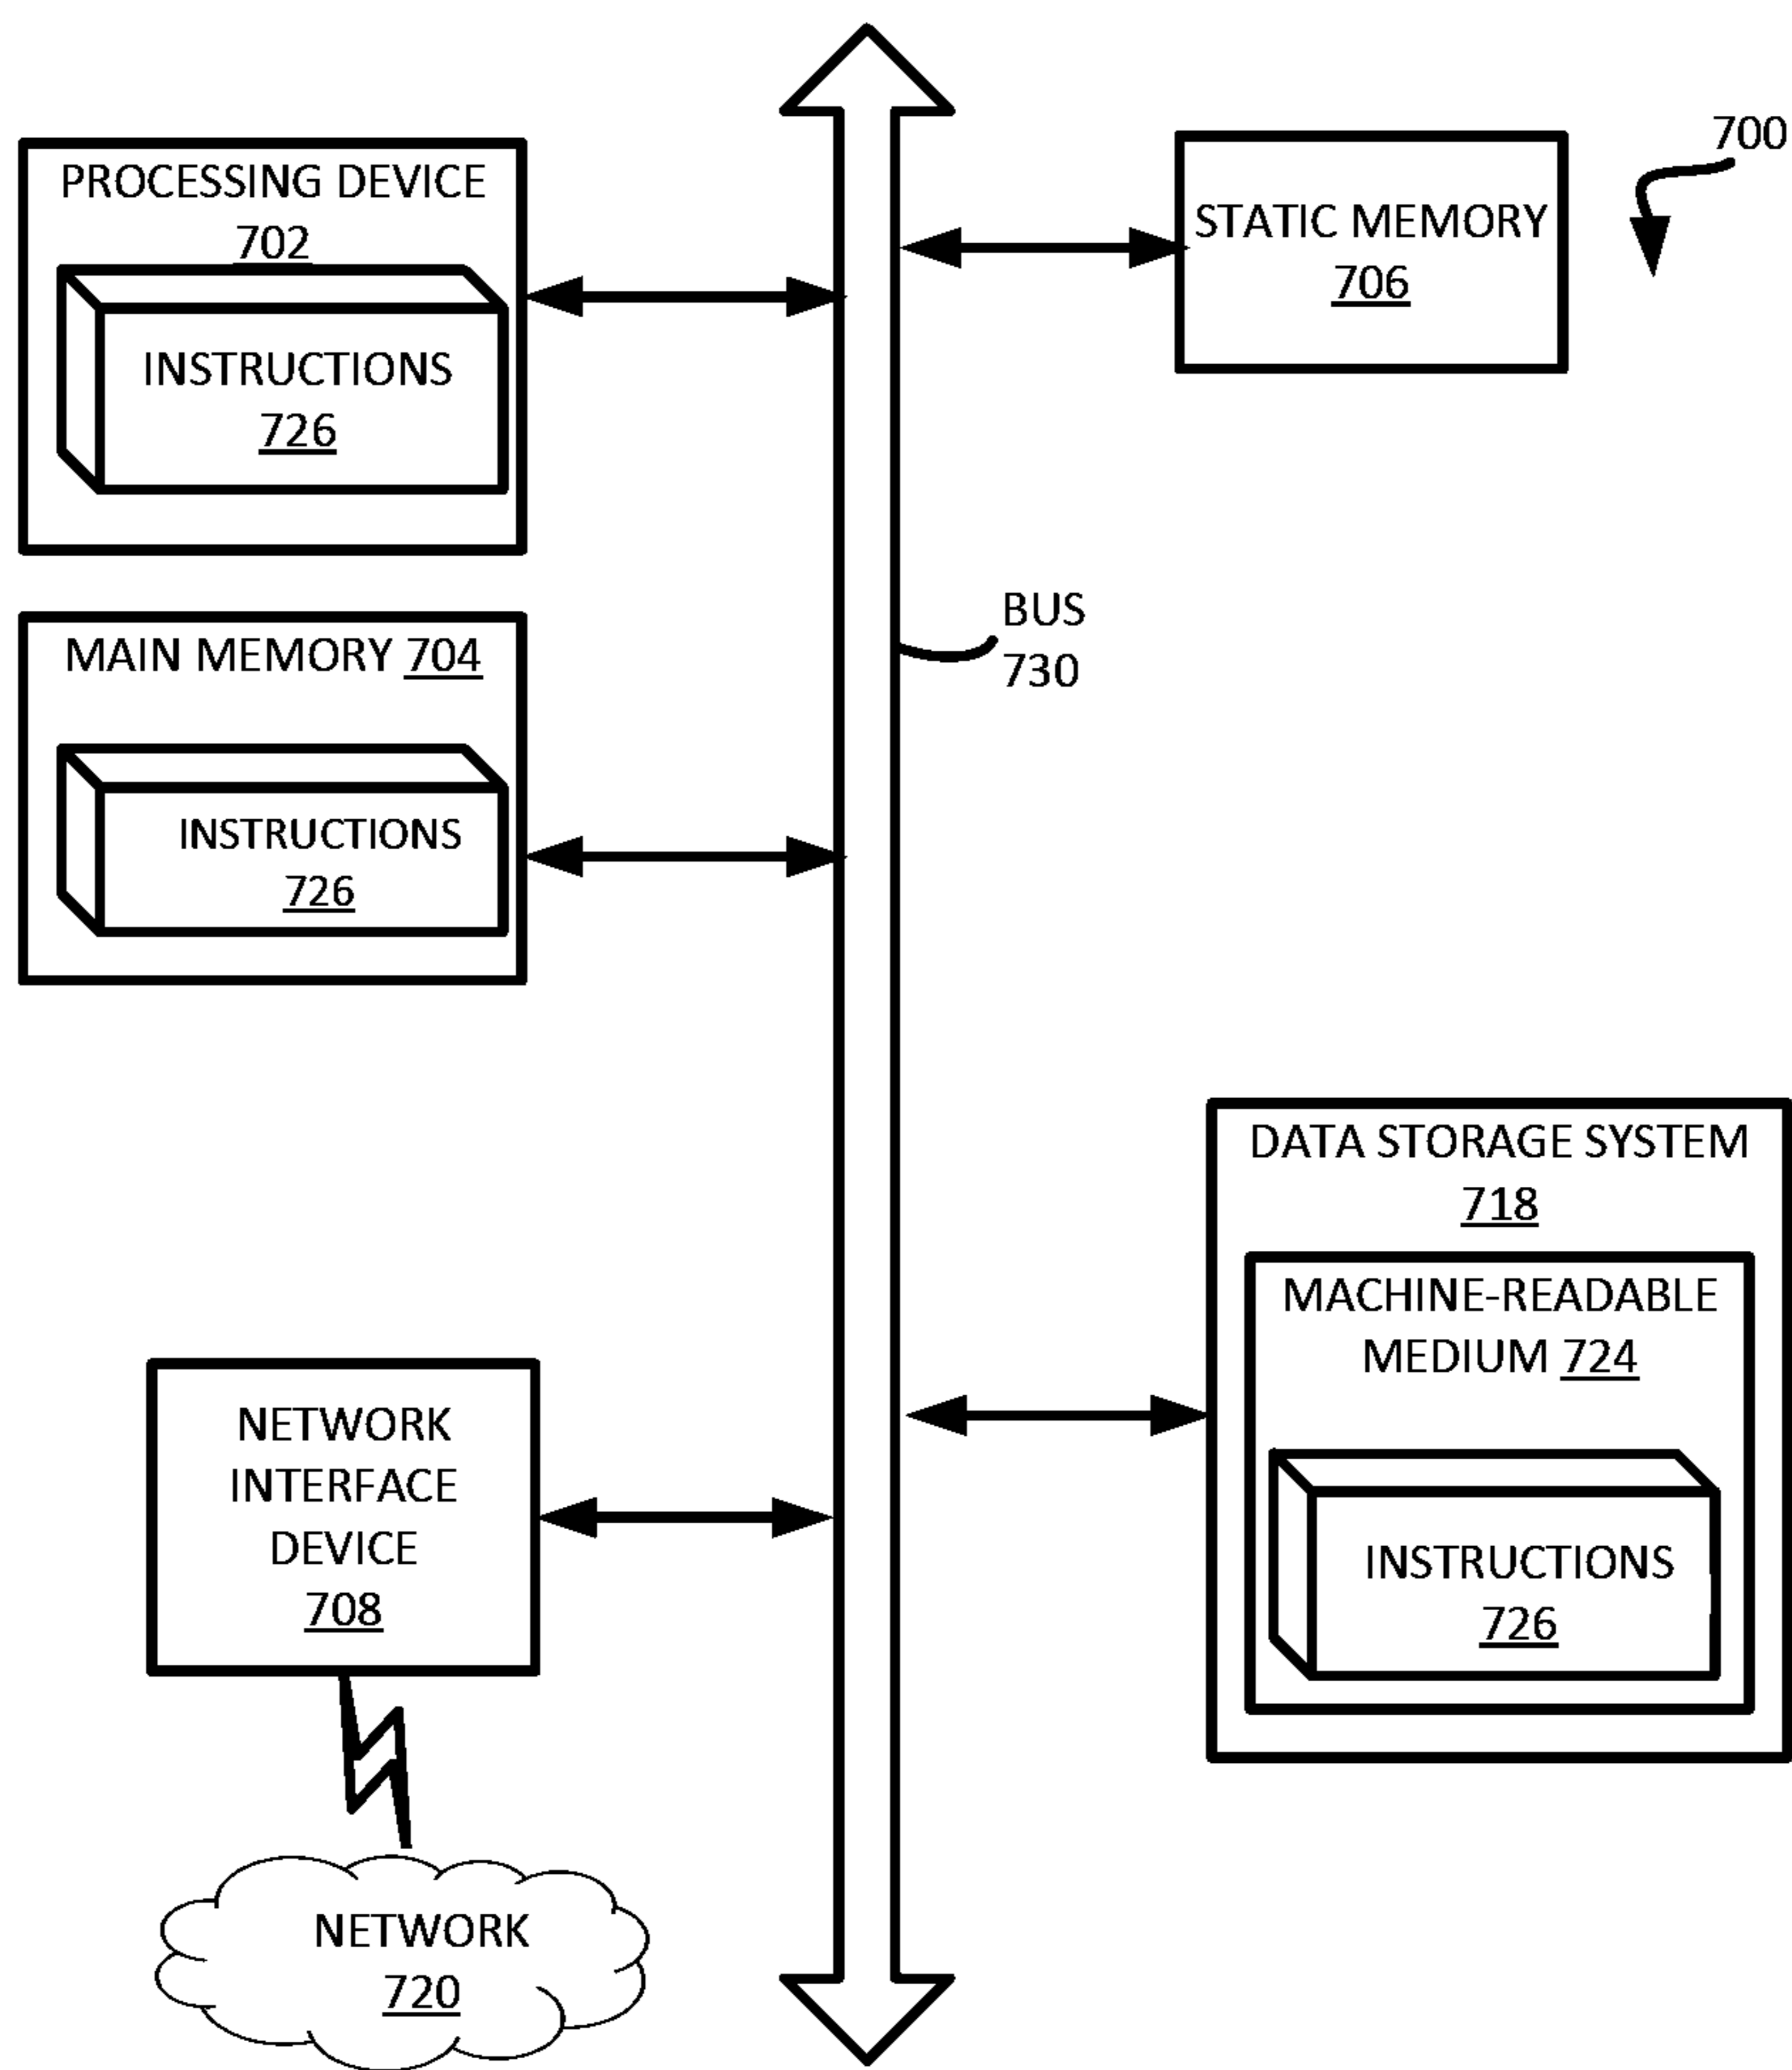 PROCESSING DEVICE
702
INSTRUCTIONS
726
STATIC MEMORY
706
700
MAIN MEMORY 704
INSTRUCTIONS
726
BUS
730
DATA STORAGE SYSTEM
718
MACHINE-READABLE
MEDIUM 724
INSTRUCTIONS
726
NETWORK
INTERFACE
DEVICE
708
NETWORK
720